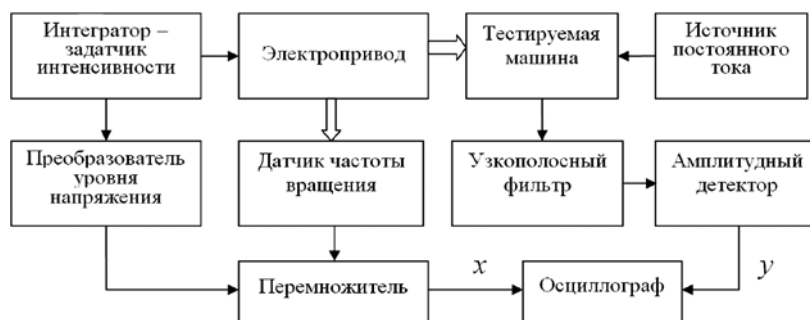 Интегратор –
задатчик
интенсивности
Электропривод
Тестируемая
машина
Источник
постоянного
тока
Преобразователь
уровня
напряжения
Датчик частоты
вращения
Узкополосный
фильтр
Амплитудный
детектор
Перемножитель
x
Осциллограф
y